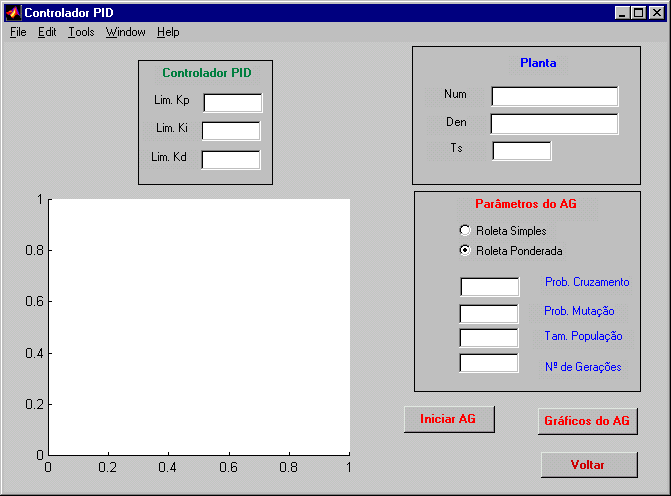 Controlador PID
File Edit Tools Window Help
Controlador PID
Lim. Kp
Lim. Ki
Lim. Kd
Planta
Num
Den
Ts
Parâmetros do AG
Roleta Simples
Roleta Ponderada
Prob. Cruzamento
Prob. Mutação
Tam. População
Nº de Gerações
1
0.8
0.6
0.4
0.2
0
0 0.2 0.4 0.6 0.8 1
Iniciar AG
Gráficos do AG
Voltar